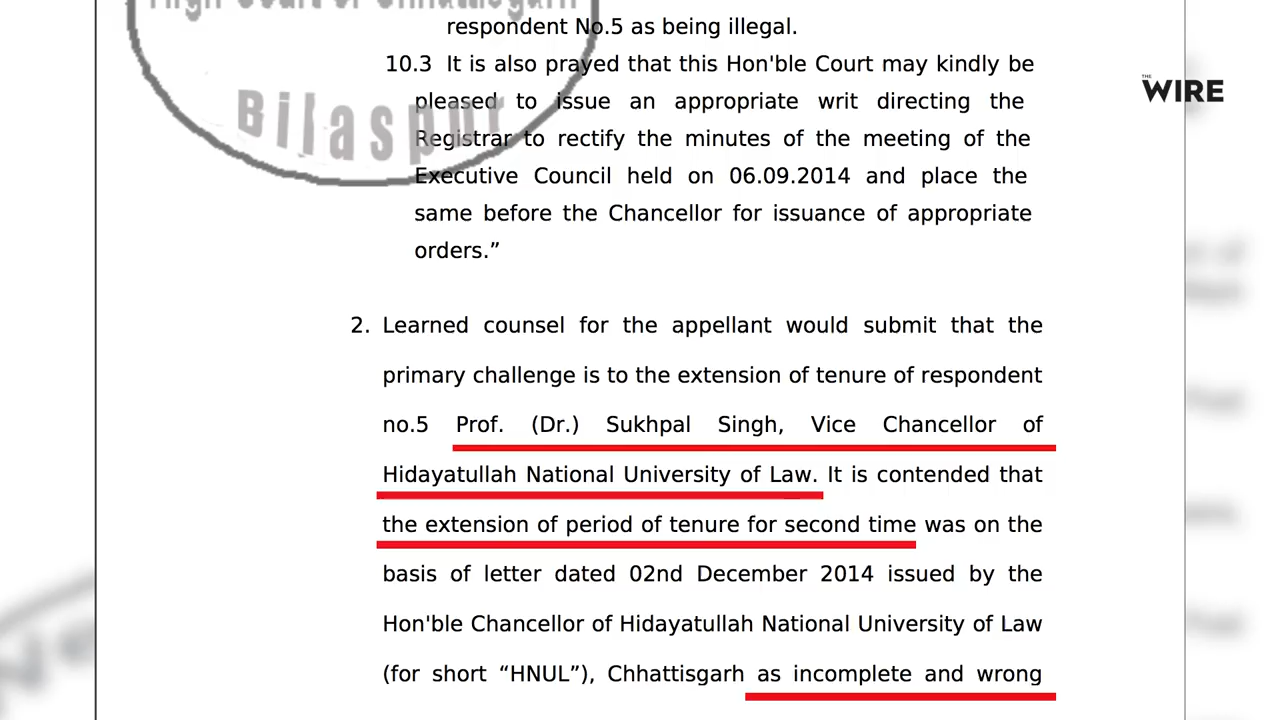 High Court of Chhattisgarh
Bilaspur
THE WIRE
respondent No.5 as being illegal.
10.3 It is also prayed that this Hon'ble Court may kindly be
pleased to issue an appropriate writ directing the
Registrar to rectify the minutes of the meeting of the
Executive Council held on 06.09.2014 and place the
same before the Chancellor for issuance of appropriate
orders.”
2. Learned counsel for the appellant would submit that the
primary challenge is to the extension of tenure of respondent
no.5 Prof. (Dr.) Sukhpal Singh, Vice Chancellor of
Hidayatullah National University of Law. It is contended that
the extension of period of tenure for second time was on the
basis of letter dated 02nd December 2014 issued by the
Hon'ble Chancellor of Hidayatullah National University of Law
(for short “HNUL”), Chhattisgarh as incomplete and wrong